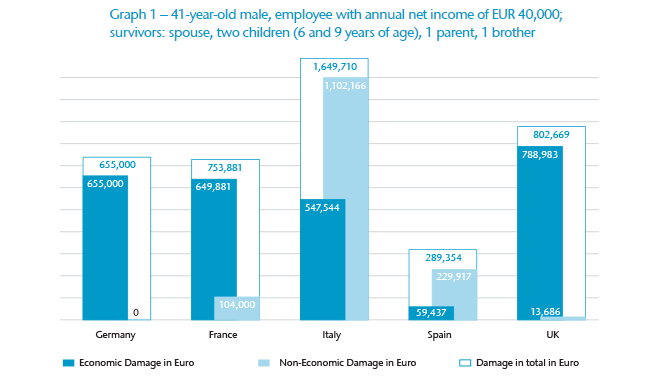 Graph 1 – 41-year-old male, employee with annual net income of EUR 40,000;
survivors: spouse, two children (6 and 9 years of age), 1 parent, 1 brother
655,000
655,000
0
753,881
649,881
104,000
1,649,710
1,102,166
547,544
289,354
229,917
59,437
802,669
788,983
13,686
Germany
France
Italy
Spain
UK
Economic Damage in Euro
Non-Economic Damage in Euro
Damage in total in Euro